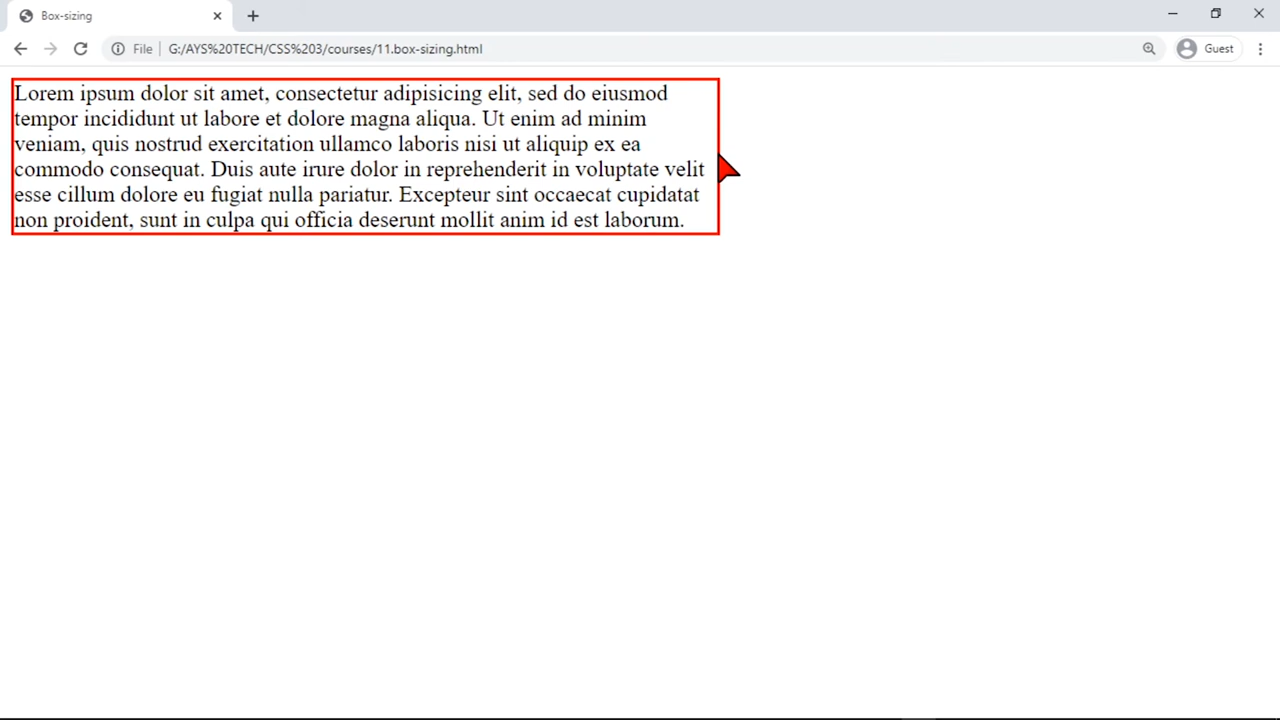 Box-sizing
File
G:/AYS%20TECH/CSS%203/courses/11.box-sizing.html
Guest
Lorem ipsum dolor sit amet, consectetur adipisicing elit, sed do eiusmod
tempor incididunt ut labore et dolore magna aliqua. Ut enim ad minim
veniam, quis nostrud exercitation ullamco laboris nisi ut aliquip ex ea
commodo consequat. Duis aute irure dolor in reprehenderit in voluptate velit
esse cillum dolore eu fugiat nulla pariatur. Excepteur sint occaecat cupidatat
non proident, sunt in culpa qui officia deserunt mollit anim id est laborum.